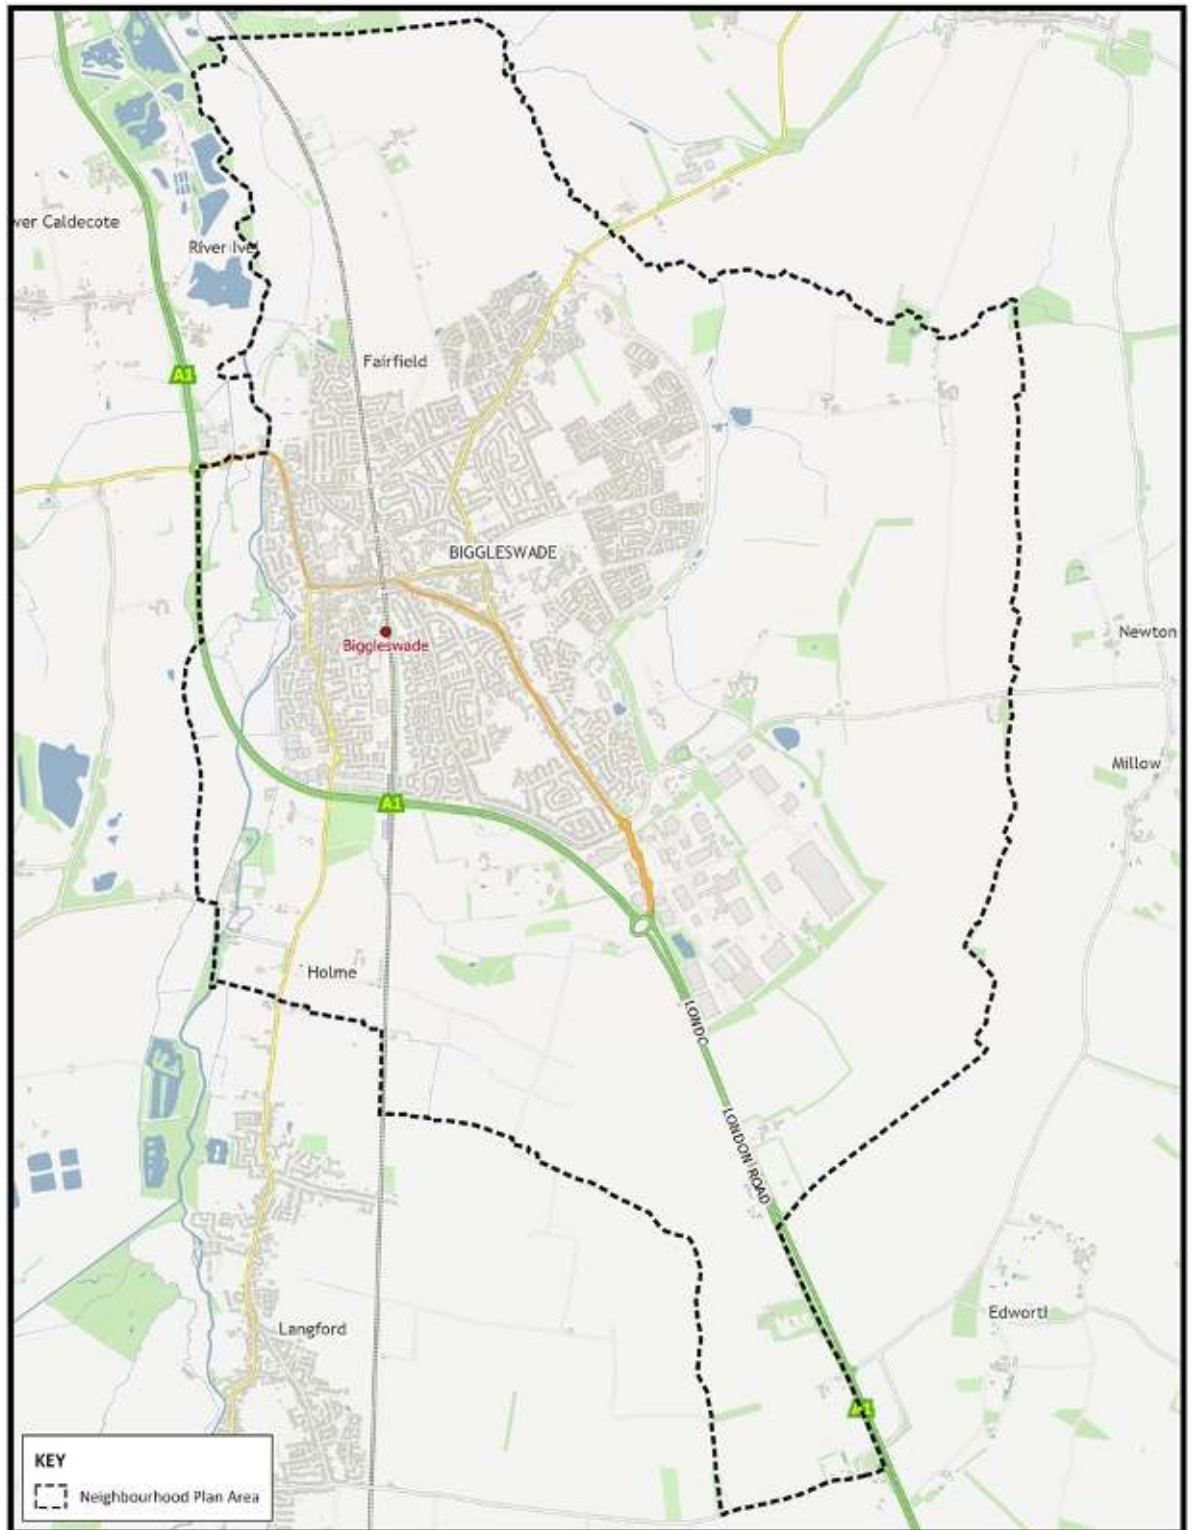 wer Caldecote
River Ivel
A1
Fairfield
BIGGLESWADE
Biggleswade
Newton
Millow
A1
Holme
LONDO
LONDON ROAD
Edwortl
Langford
A1
KEY
Neighbourhood Plan Area